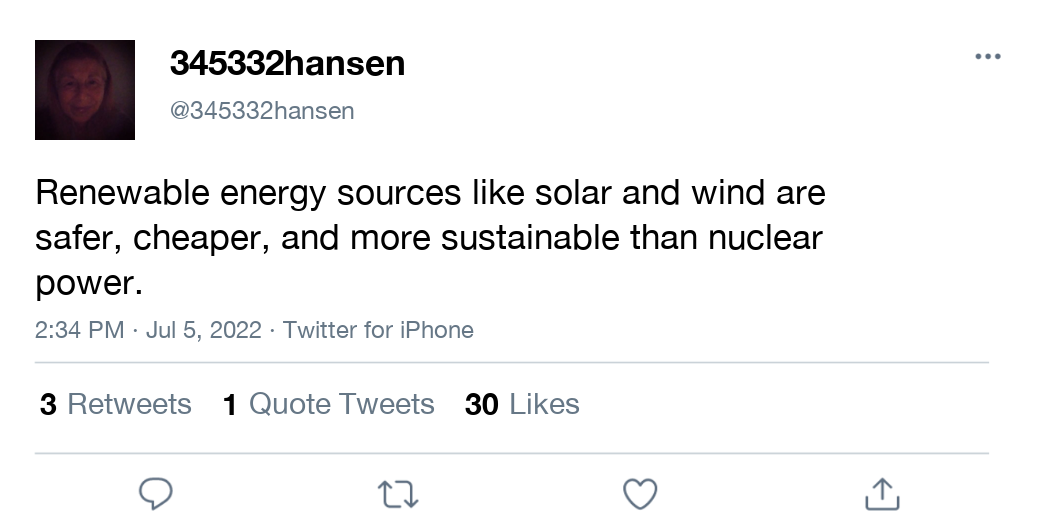 345332hansen
@345332hansen
Renewable energy sources like solar and wind are
safer, cheaper, and more sustainable than nuclear
power.
2:34 PM · Jul 5, 2022 · Twitter for iPhone
3 Retweets 1 Quote Tweets 30 Likes